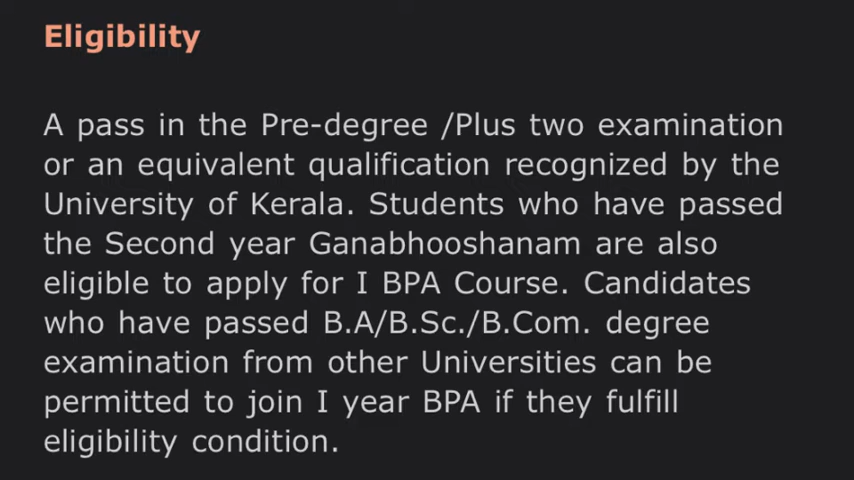 Eligibility
A pass in the Pre-degree /Plus two examination
or an equivalent qualification recognized by the
University of Kerala. Students who have passed
the Second year Ganabhooshanam are also
eligible to apply for I BPA Course. Candidates
who have passed B.A/B.Sc./B.Com. degree
examination from other Universities can be
permitted to join I year BPA if they fulfill
eligibility condition.